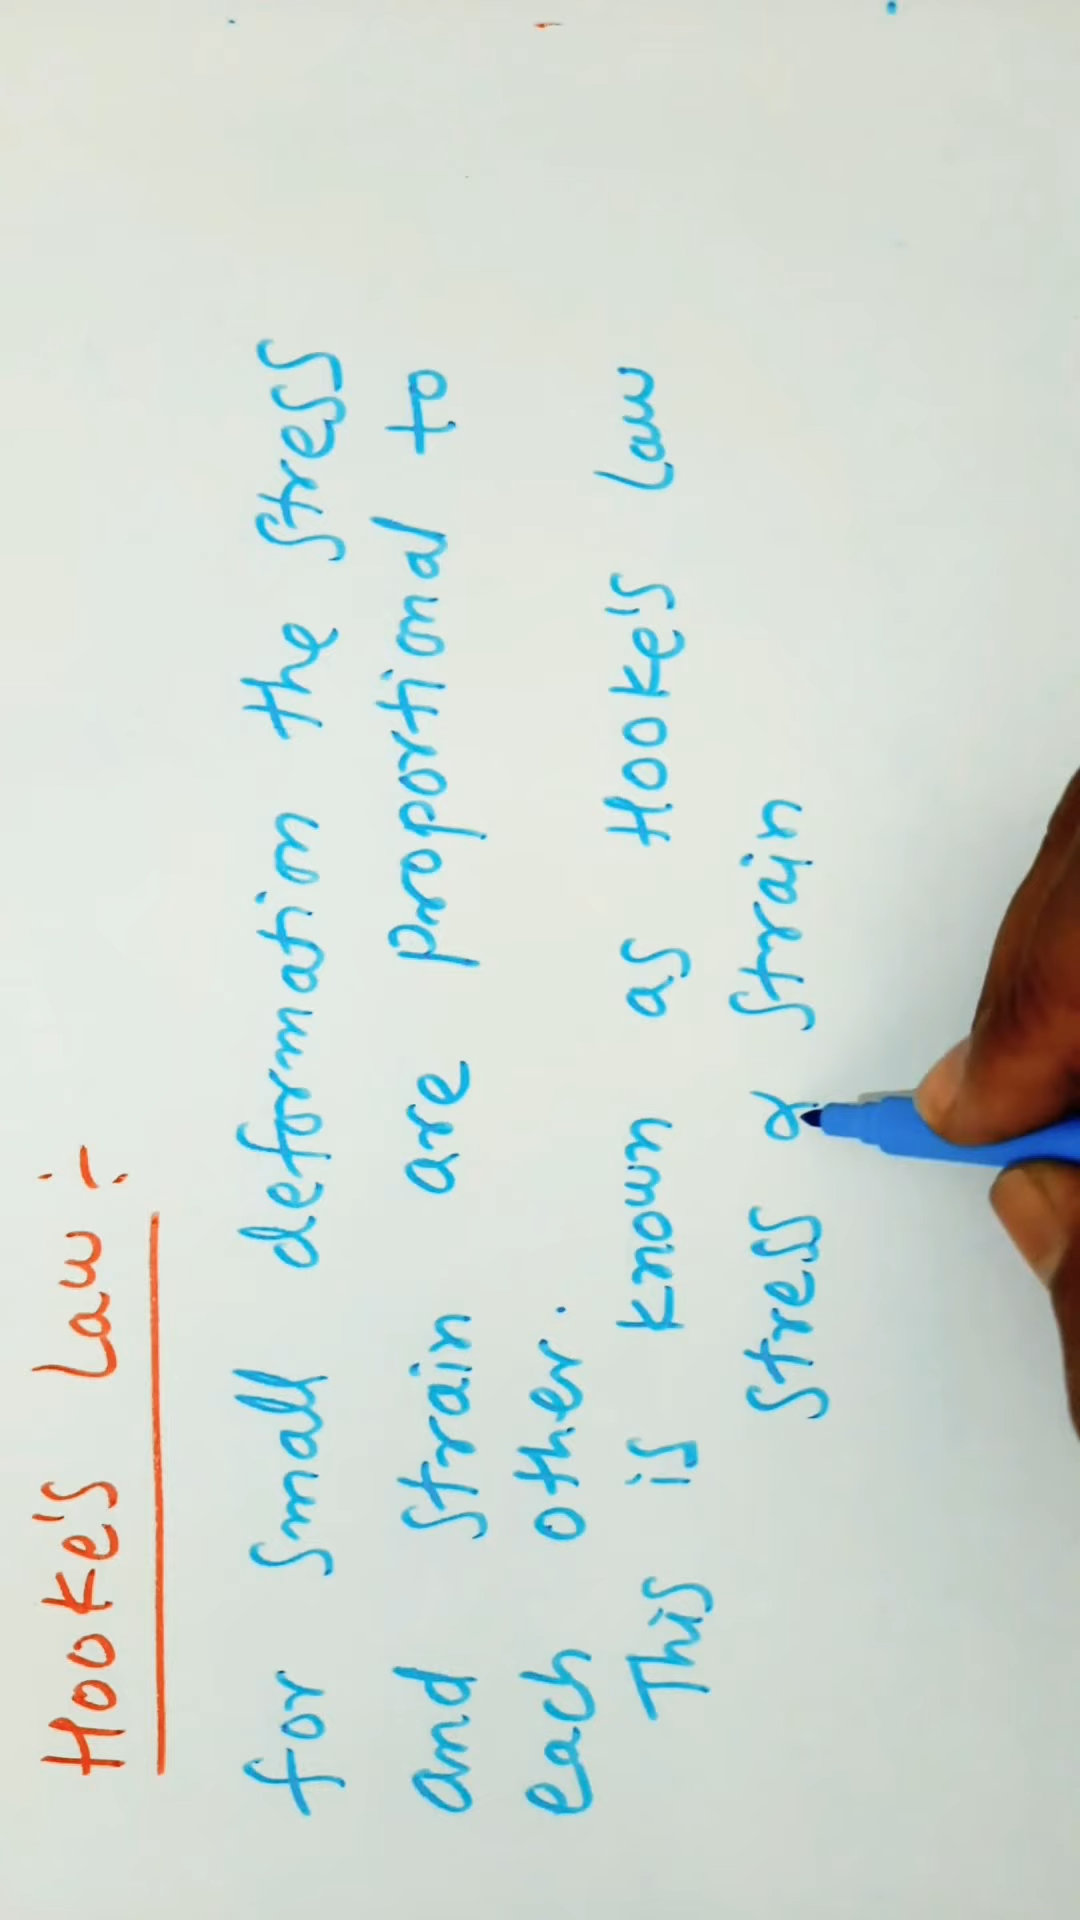 Hooke's Law :-
for small deformation the stress
and strain are proportional to
each other.
This is known as Hooke's Law
stress α strain